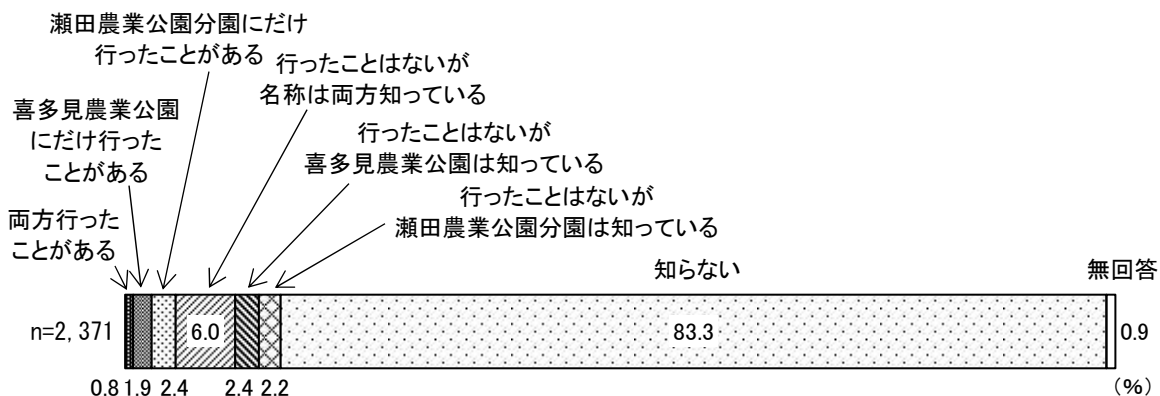 瀬田農業公園分園にだけ
行ったことがある
行ったことはないが
名称は両方知っている
喜多見農業公園
にだけ行った
ことがある
行ったことはないが
喜多見農業公園は知っている
行ったことはないが
瀬田農業公園分園は知っている
両方行った
ことがある
知らない
無回答
n=2,371
6.0
83.3
0.9
0.8 1.9 2.4 2.4 2.2
(%)